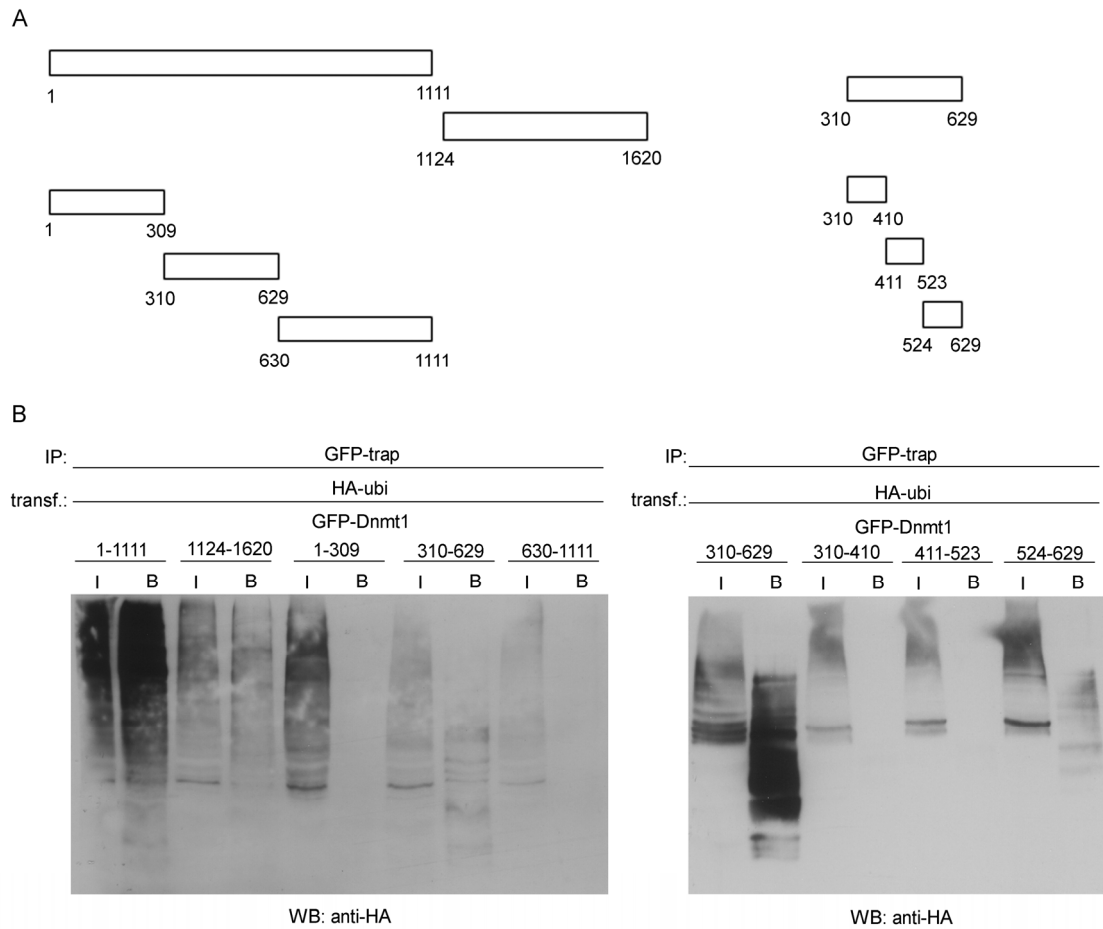 A
1 1111
310 629
1124 1620
1 309
310 410
310 629
411 523
630 1111
524 629
B
IP: GFP-trap
transf.: HA-ubi
GFP-Dnmt1
1-1111 1124-1620 1-309 310-629 630-1111
I B I B I B I B I B
WB: anti-HA
IP: GFP-trap
transf.: HA-ubi
GFP-Dnmt1
310-629 310-410 411-523 524-629
I B I B I B I B
WB: anti-HA